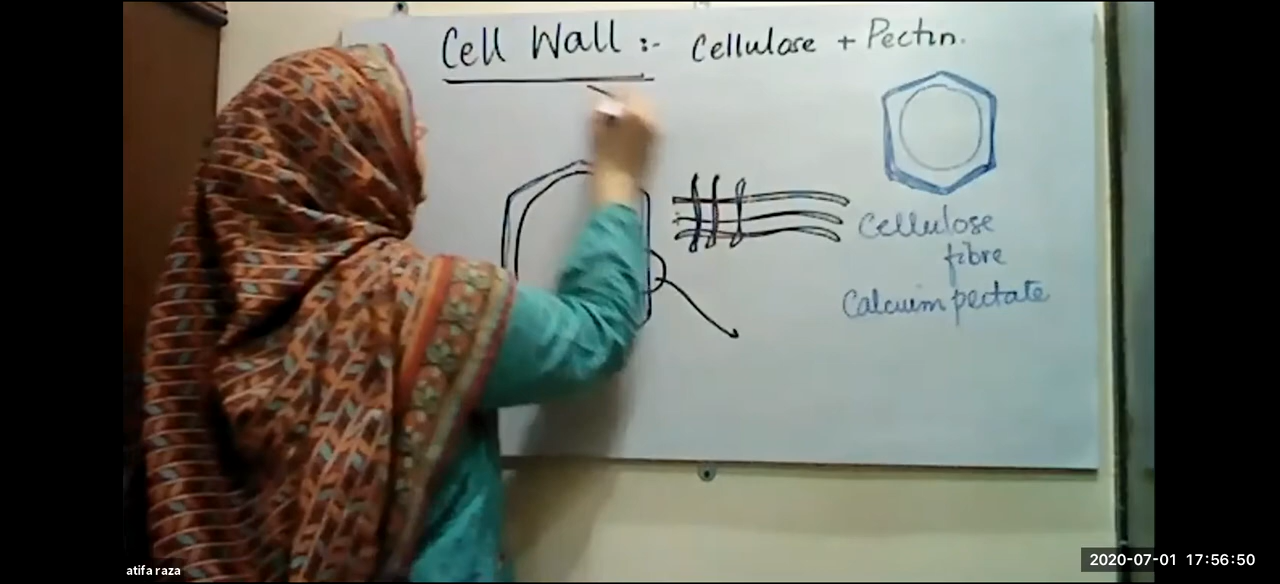 Cell Wall :- Cellulose + Pectin.
Cellulose
fibre
Calcium pectate
atifa raza
2020-07-01 17:56:50